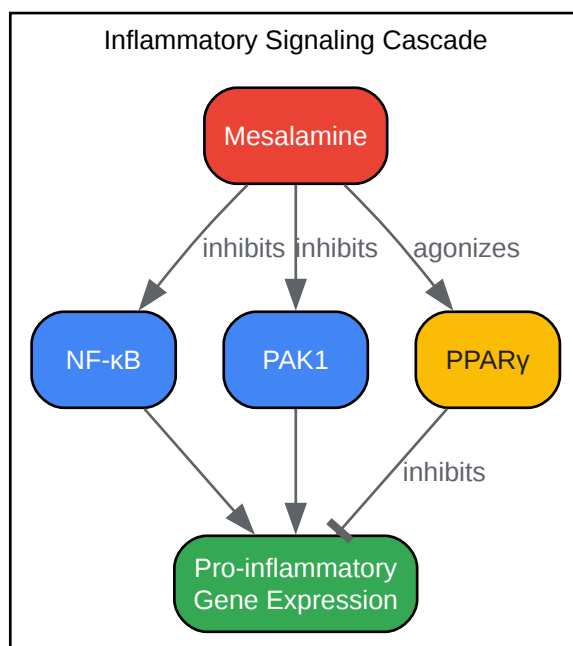 Inflammatory Signaling Cascade
Mesalamine
inhibits
inhibits
agonizes
NF-κB
PAK1
PPARγ
inhibits
Pro-inflammatory
Gene Expression